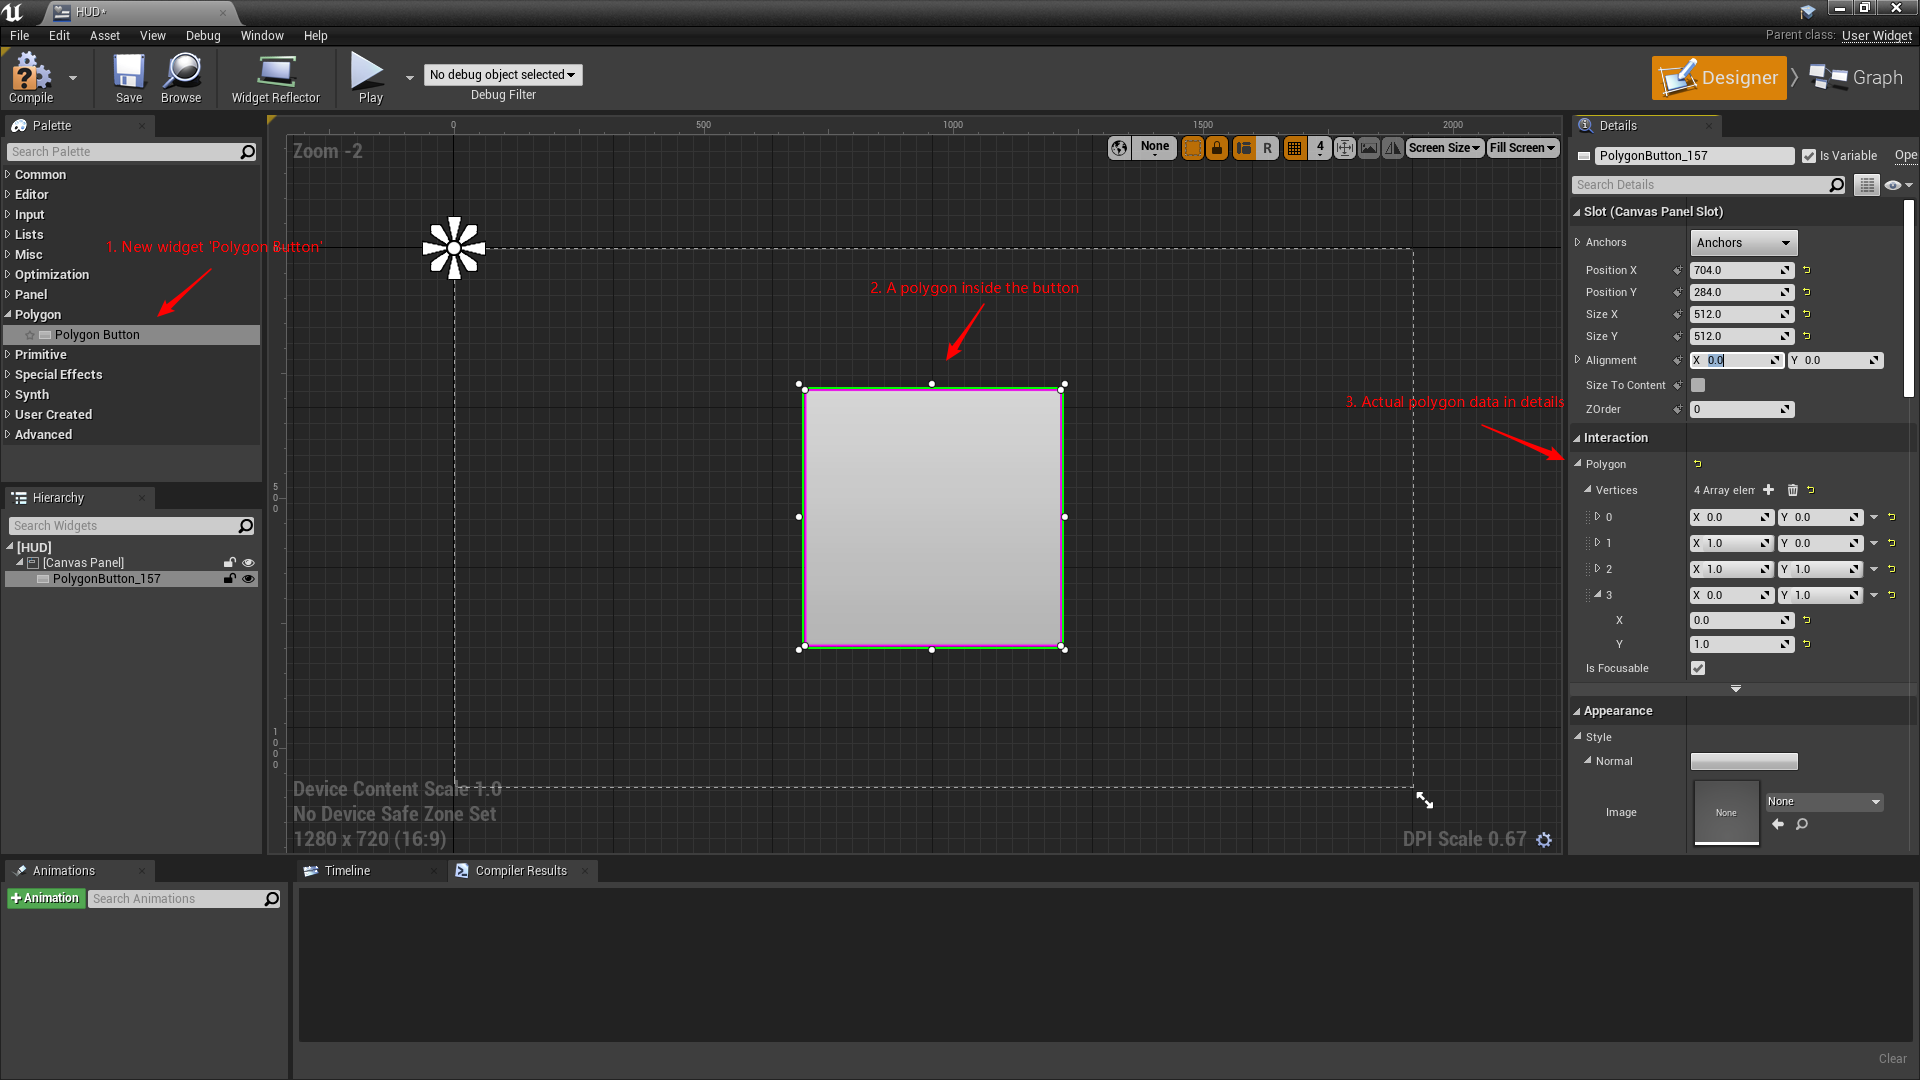 HUD*
File Edit Asset View Debug Window Help
Parent class: User Widget
Compile
Save
Browse
Widget Reflector
Play
No debug object selected
Debug Filter
Designer
Graph
Palette
Search Palette
Common
Editor
Input
Lists
Misc
Optimization
Panel
Polygon
Polygon Button
Primitive
Special Effects
Synth
User Created
Advanced
1. New widget 'Polygon Button'
Hierarchy
Search Widgets
[HUD]
[Canvas Panel]
PolygonButton_157
0 500 1000 1500 2000
Zoom -2
None
R
4
Screen Size
Fill Screen
2. A polygon inside the button
3. Actual polygon data in details
500
1000
Device Content Scale 1.0
No Device Safe Zone Set
1280 x 720 (16:9)
DPI Scale 0.67
Details
PolygonButton_157
Is Variable
Ope
Search Details
Slot (Canvas Panel Slot)
Anchors Anchors
Position X 704.0
Position Y 284.0
Size X 512.0
Size Y 512.0
Alignment X 0.0 Y 0.0
Size To Content
ZOrder 0
Interaction
Polygon
Vertices 4 Array elem
0 X 0.0 Y 0.0
1 X 1.0 Y 0.0
2 X 1.0 Y 1.0
3 X 0.0 Y 1.0
X 0.0
Y 1.0
Is Focusable
Appearance
Style
Normal
Image None None
Animations
+Animation
Search Animations
Timeline
Compiler Results
Clear